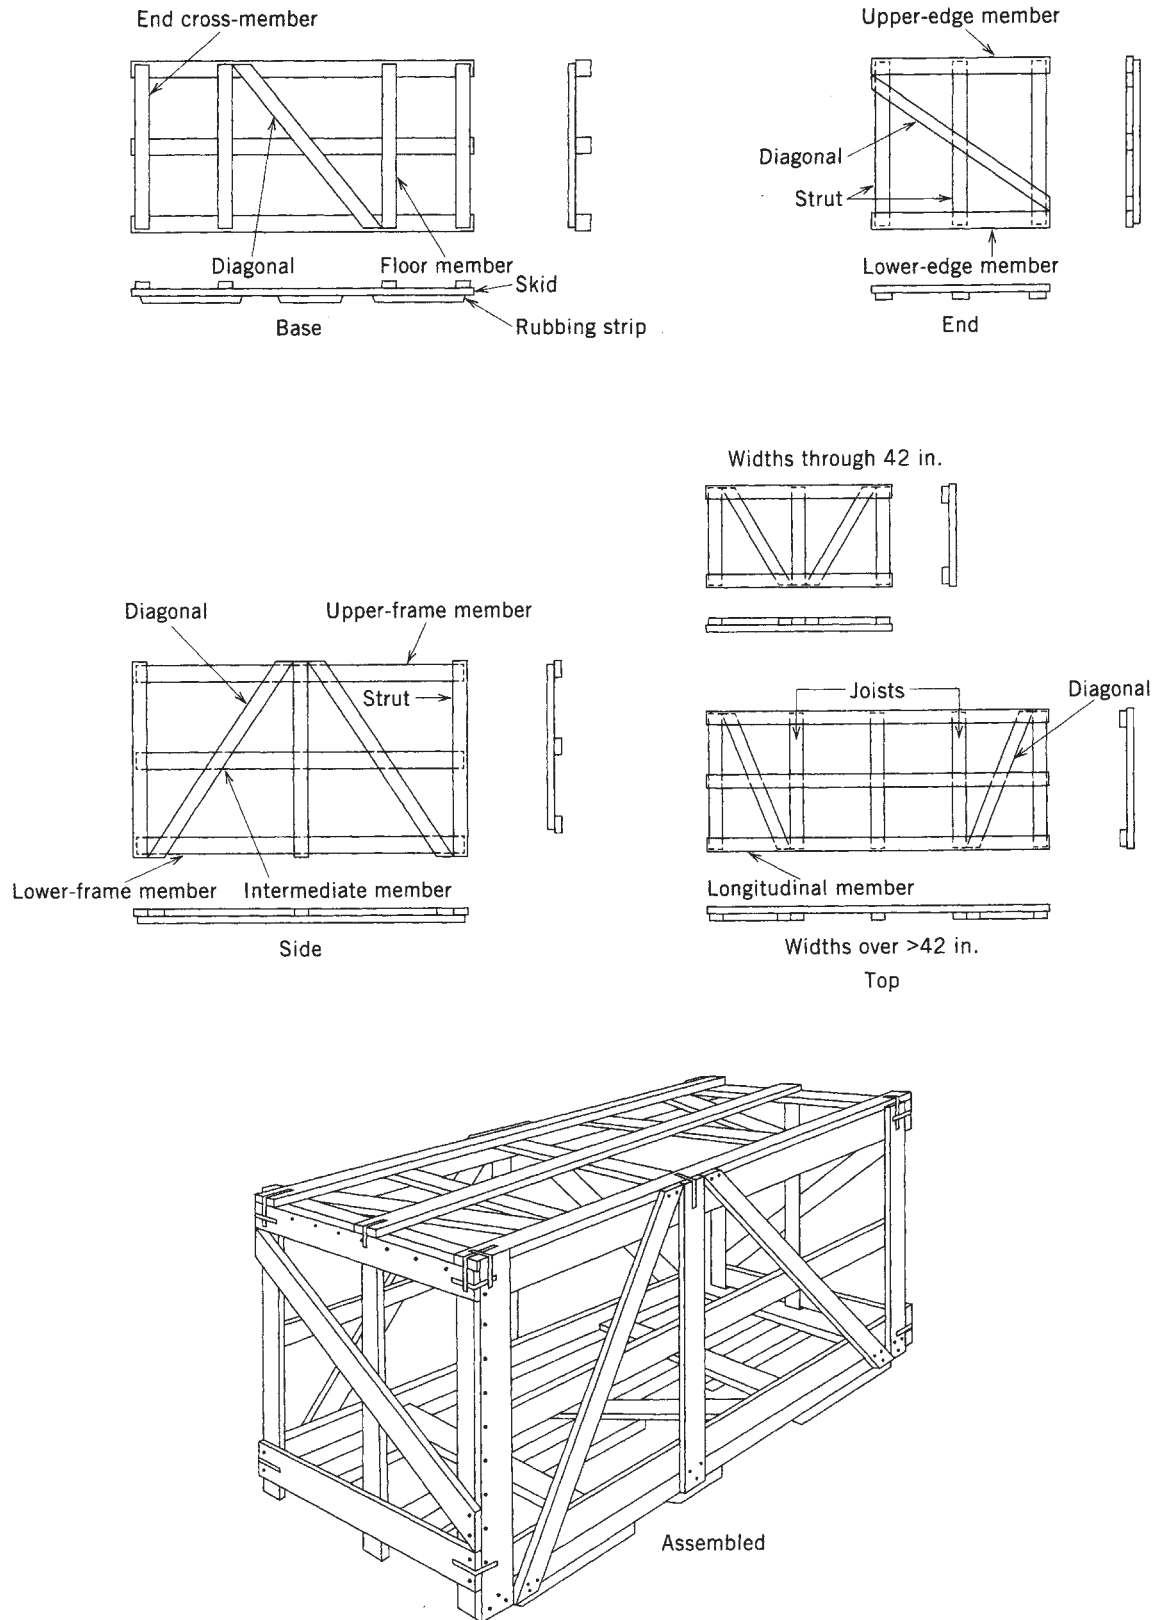 End cross-member
Upper-edge member
Diagonal
Strut
Diagonal
Floor member
Lower-edge member
Skid
Rubbing strip
Base
End
Widths through 42 in.
Diagonal
Upper-frame member
Strut
Joists
Diagonal
Lower-frame member
Intermediate member
Longitudinal member
Side
Widths over >42 in.
Top
Assembled